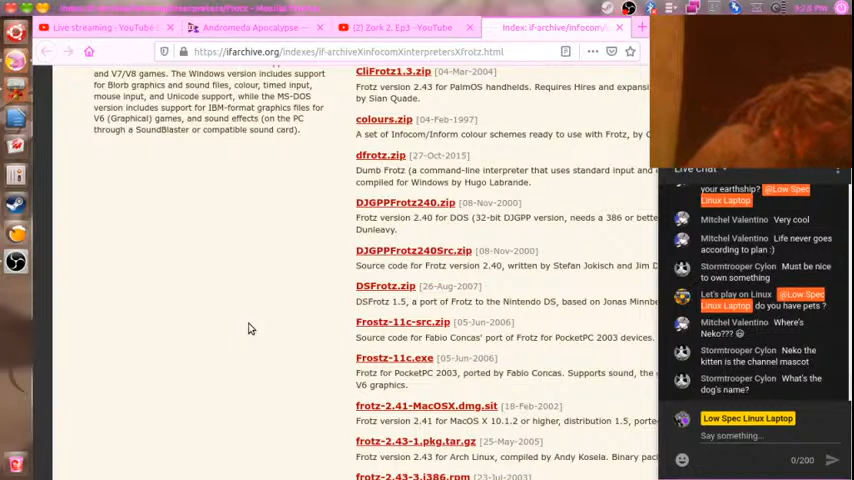 9:28 PM
Live streaming - YouTube S
Andromeda Apocalypse —
(2) Zork 2, Ep3 - YouTube
Index: if-archive/infocom/
https://ifarchive.org/indexes/if-archiveXinfocomXinterpretersXfrotz.html
and V7/V8 games. The Windows version includes support
for Blorb graphics and sound files, colour, timed input,
mouse input, and Unicode support, while the MS-DOS
version includes support for IBM-format graphics files for
V6 (Graphical) games, and sound effects (on the PC
through a SoundBlaster or compatible sound card).
CliFrotz1.3.zip [04-Mar-2004]
Frotz version 2.43 for PalmOS handhelds. Requires Hires and expansi
by Sian Quade.
colours.zip [04-Feb-1997]
A set of Infocom/Inform colour schemes ready to use with Frotz, by C
dfrotz.zip [27-Oct-2015]
Dumb Frotz (a command-line interpreter that uses standard input and
compiled for Windows by Hugo Labrande.
DJGPPFrotz240.zip [08-Nov-2000]
Frotz version 2.40 for DOS (32-bit DJGPP version, needs a 386 or bette
Dunleavy.
DJGPPFrotz240Src.zip [08-Nov-2000]
Source code for Frotz version 2.40, written by Stefan Jokisch and Jim D
DSFrotz.zip [26-Aug-2007]
DSFrotz 1.5, a port of Frotz to the Nintendo DS, based on Jonas Minnb
Frostz-11c-src.zip [05-Jun-2006]
Source code for Fabio Concas' port of Frotz for PocketPC 2003 devices.
Frostz-11c.exe [05-Jun-2006]
Frotz for PocketPC 2003, ported by Fabio Concas. Supports sound, the
V6 graphics.
frotz-2.41-MacOSX.dmg.sit [18-Feb-2002]
Frotz 2.41 for MacOS X 10.1.2 or higher, distribution 1.5, porte
frotz-2.43-1.pkg.tar.gz [25-May-2005]
Frotz version 2.43 for Arch Linux, compiled by Andy Kosela. Binary pac
frotz-2.43-3.i386.rpm [23-Jul-2003]
Live chat
your earthship? @Low Spec
Linux Laptop
Mitchel Valentino Very cool
Mitchel Valentino Life never goes
according to plan :)
Stormtrooper Cylon Must be nice
to own something
Let's play on Linux @Low Spec
Linux Laptop do you have pets ?
Mitchel Valentino Where's
Neko???
Stormtrooper Cylon Neko the
kitten is the channel mascot
Stormtrooper Cylon What's the
dog's name?
Low Spec Linux Laptop
Say something...
0/200